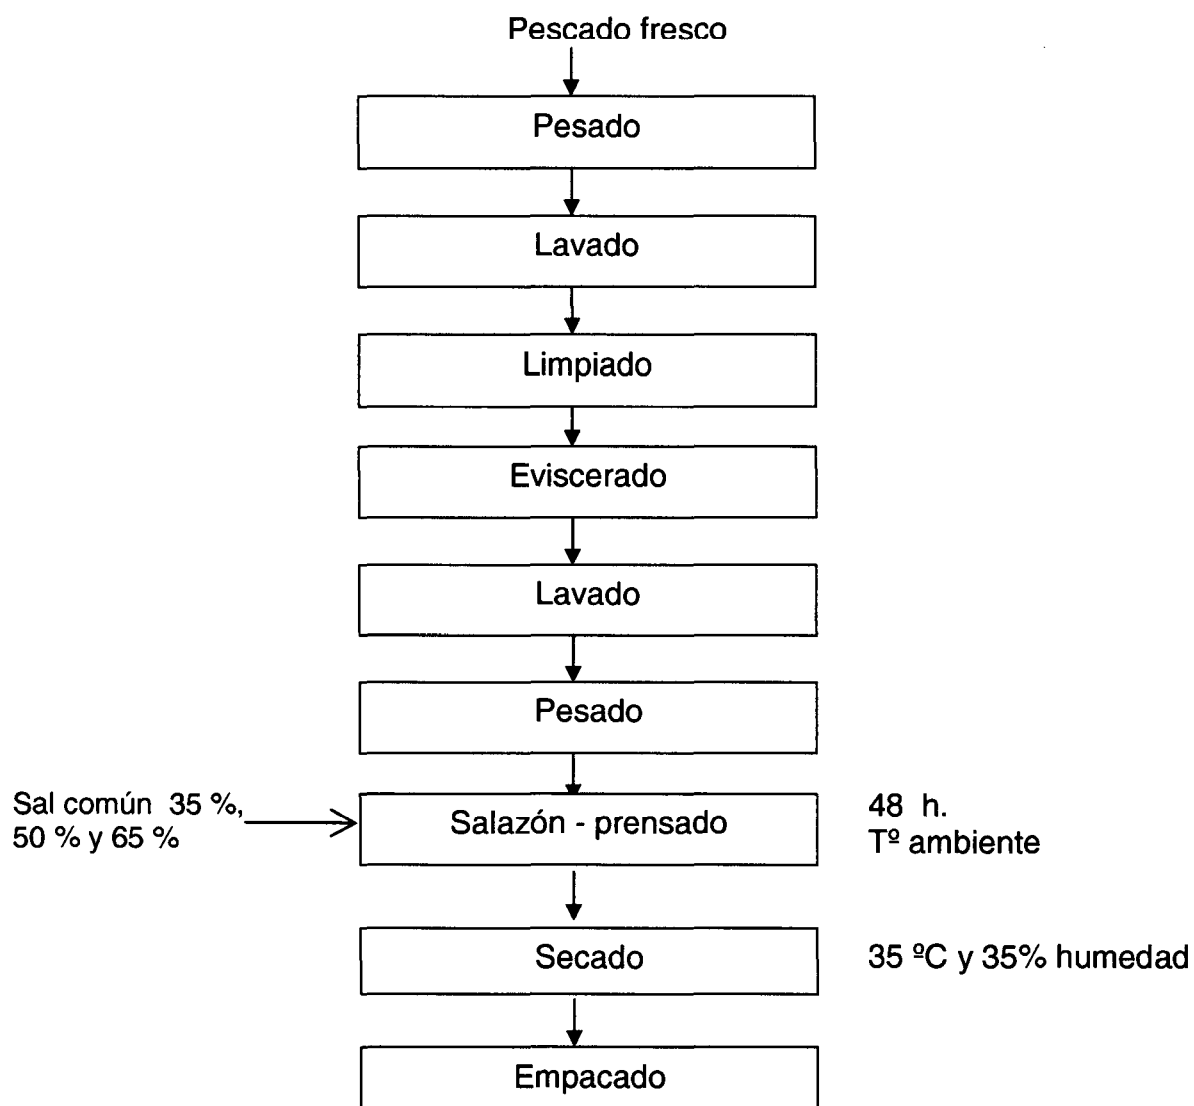 Pescado fresco
Pesado
Lavado
Limpiado
Eviscerado
Lavado
Pesado
Sal común 35 %,
50 % y 65 %
Salazón - prensado
48 h.
Tº ambiente
Secado
35 ºC y 35% humedad
Empacado